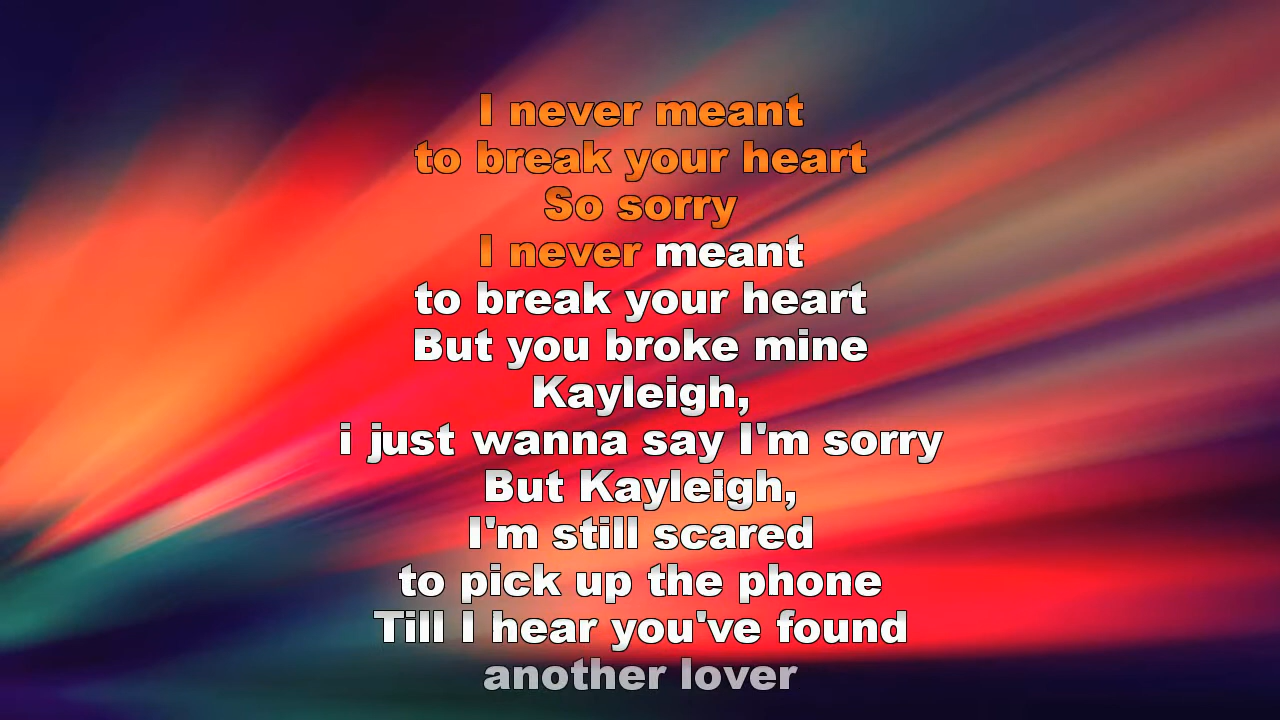 I never meant
to break your heart
So sorry
I never meant
to break your heart
But you broke mine
Kayleigh,
i just wanna say I'm sorry
But Kayleigh,
I'm still scared
to pick up the phone
Till I hear you've found
another lover